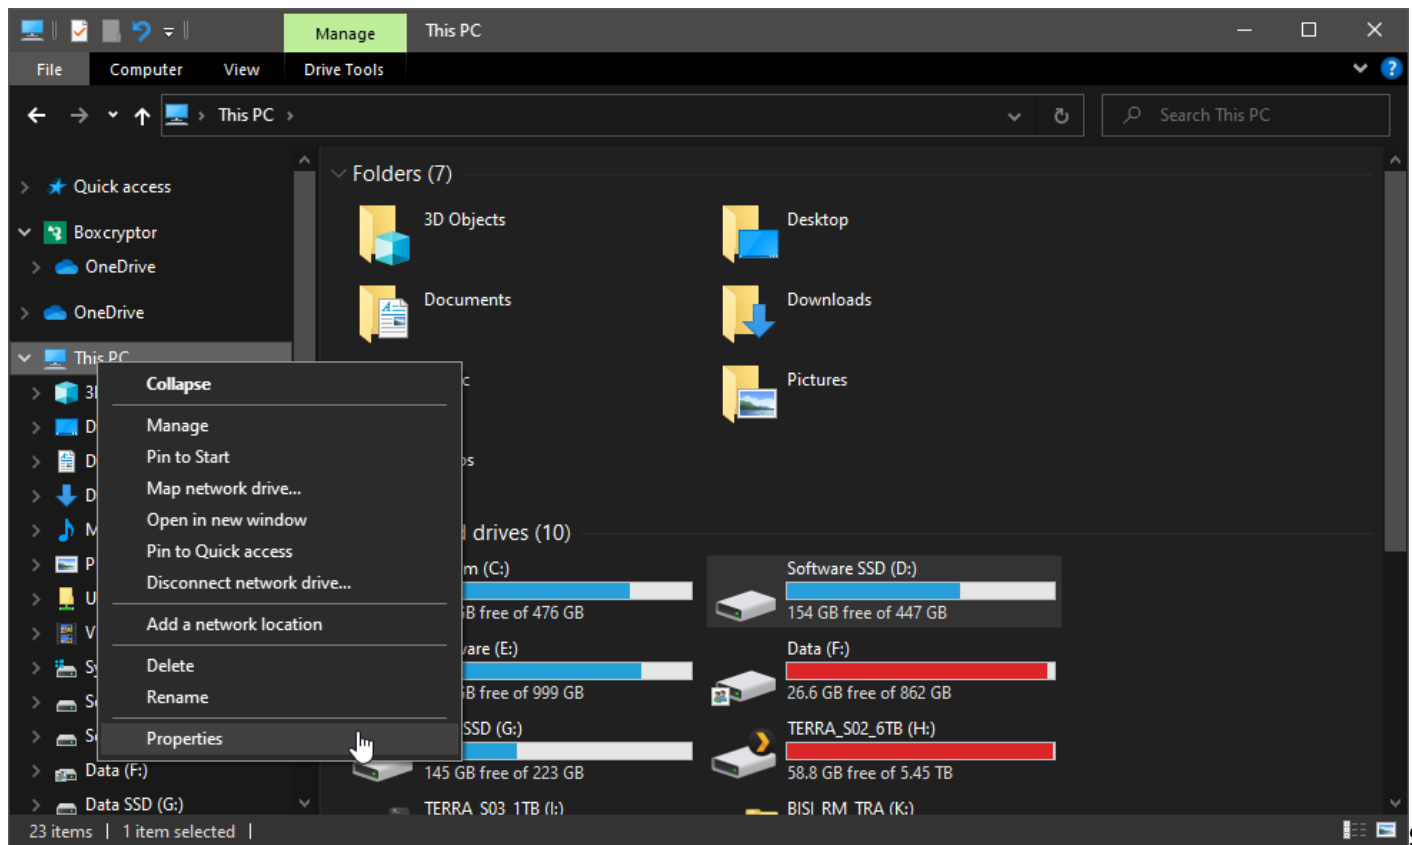 Manage This PC
File Computer View Drive Tools
This PC Search This PC
Quick access
Boxcryptor
OneDrive
OneDrive
This PC
Collapse
Manage
Pin to Start
Map network drive...
Open in new window
Pin to Quick access
Disconnect network drive...
Add a network location
Delete
Rename
Properties
Data (F:)
Data SSD (G:)
Folders (7)
3D Objects Desktop
Documents Downloads
Pictures
drives (10)
(C:) Software SSD (D:)
free of 476 GB 154 GB free of 447 GB
(E:) Data (F:)
free of 999 GB 26.6 GB free of 862 GB
SSD (G:) TERRA_S02_6TB (H:)
145 GB free of 223 GB 58.8 GB free of 5.45 TB
TERRA_S03_1TB (I:) BISI_RM_TRA (K:)
23 items 1 item selected